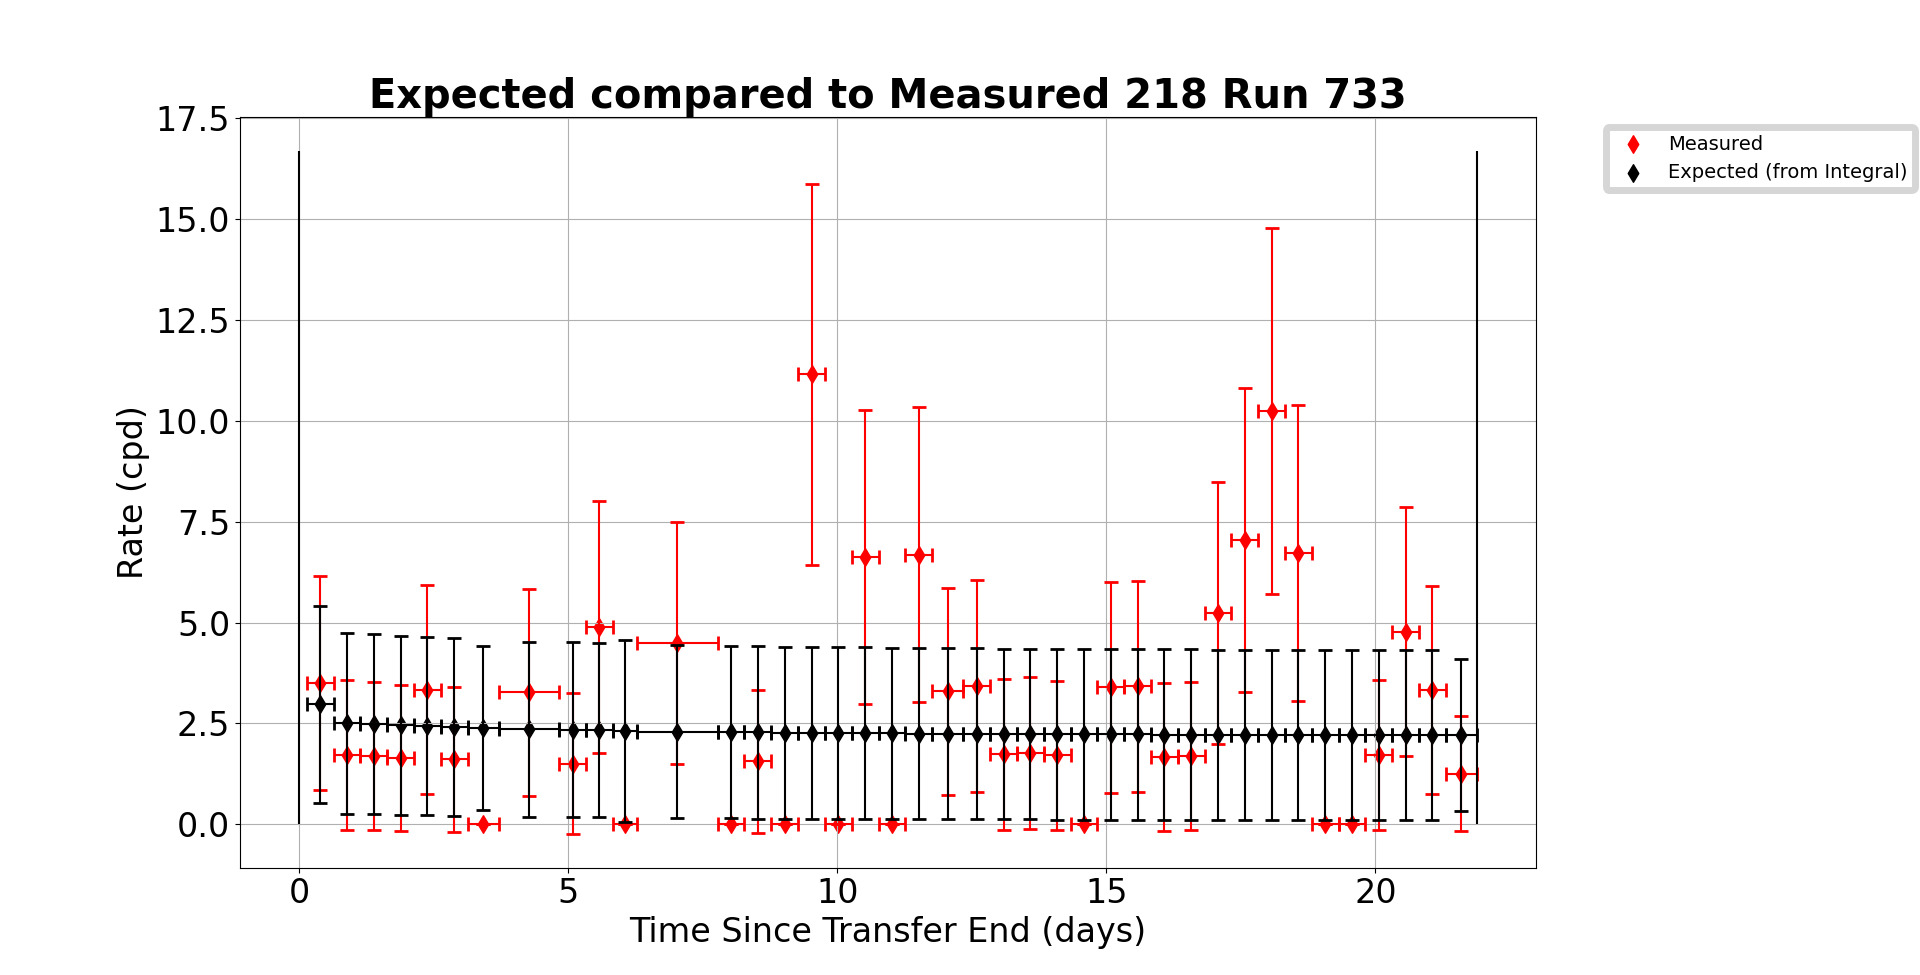 Expected compared to Measured 218 Run 733
Measured
Expected (from Integral)
Rate (cpd)
17.5
15.0
12.5
10.0
7.5
5.0
2.5
0.0
0 5 10 15 20
Time Since Transfer End (days)